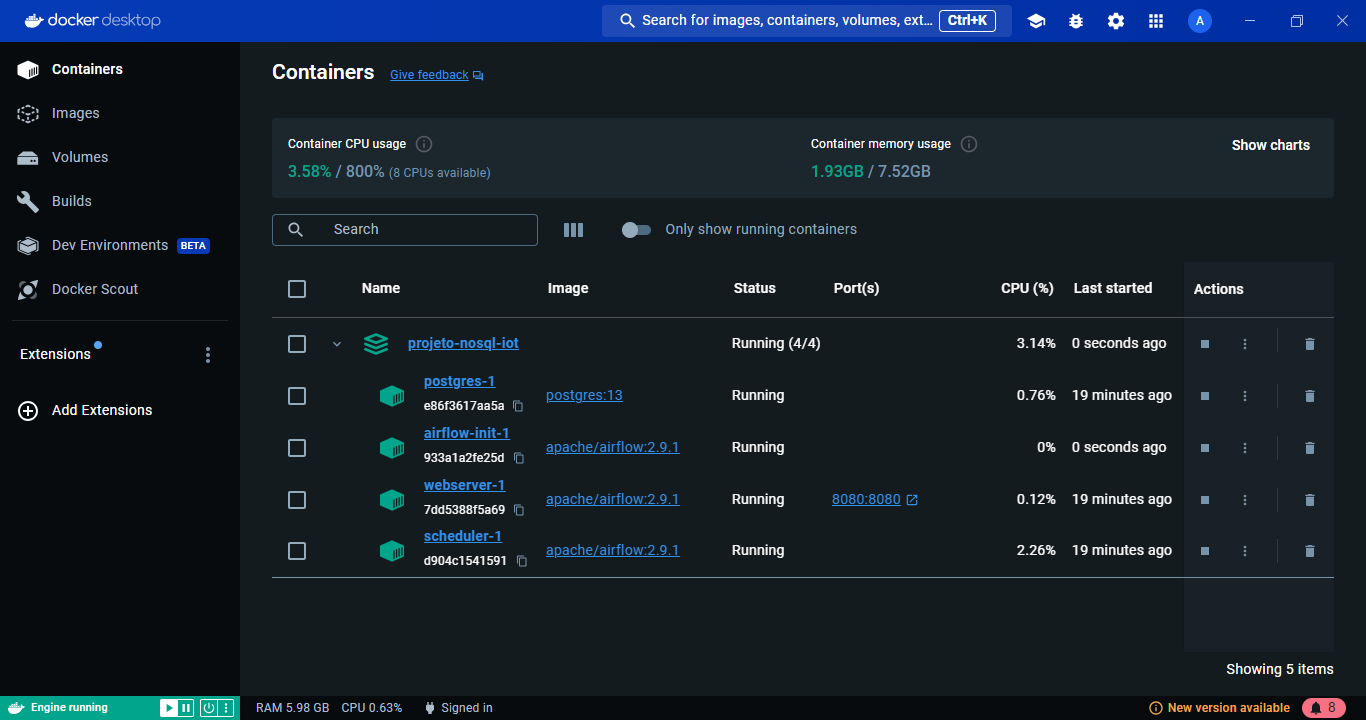 docker desktop
Search for images, containers, volumes, ext... Ctrl+K
A
Containers
Images
Volumes
Builds
Dev Environments BETA
Docker Scout
Extensions
Add Extensions
Containers Give feedback
Container CPU usage
3.58% / 800% (8 CPUs available)
Container memory usage
1.93GB / 7.52GB
Show charts
Search
Only show running containers
Name Image Status Port(s) CPU (%) Last started Actions
projeto-nosql-iot Running (4/4) 3.14% 0 seconds ago
postgres-1
e86f3617aa5a postgres:13 Running 0.76% 19 minutes ago
airflow-init-1
933a1a2fe25d apache/airflow:2.9.1 Running 0% 0 seconds ago
webserver-1
7dd5388f5a69 apache/airflow:2.9.1 Running 8080:8080 0.12% 19 minutes ago
scheduler-1
d904c1541591 apache/airflow:2.9.1 Running 2.26% 19 minutes ago
Showing 5 items
Engine running
RAM 5.98 GB CPU 0.63% Signed in
New version available 8